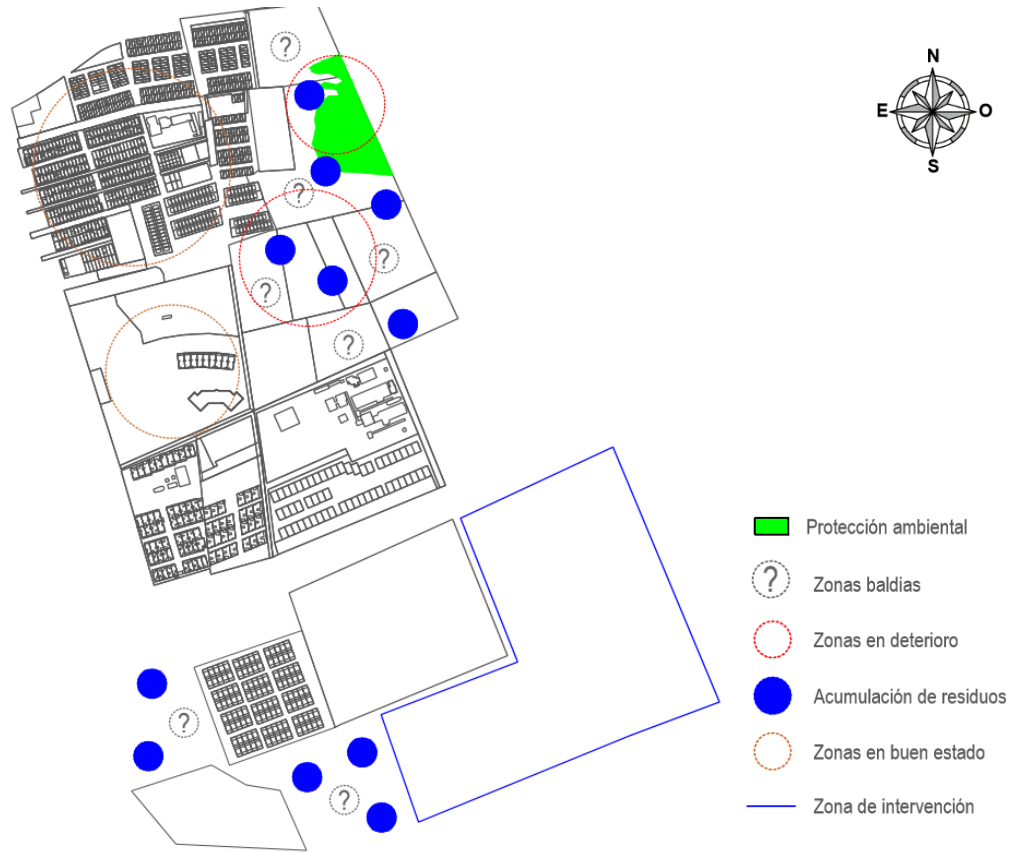 ?
N
E
O
S
?
?
?
?
Protección ambiental
? Zonas baldias
Zonas en deterioro
Acumulación de residuos
?
Zonas en buen estado
?
Zona de intervención